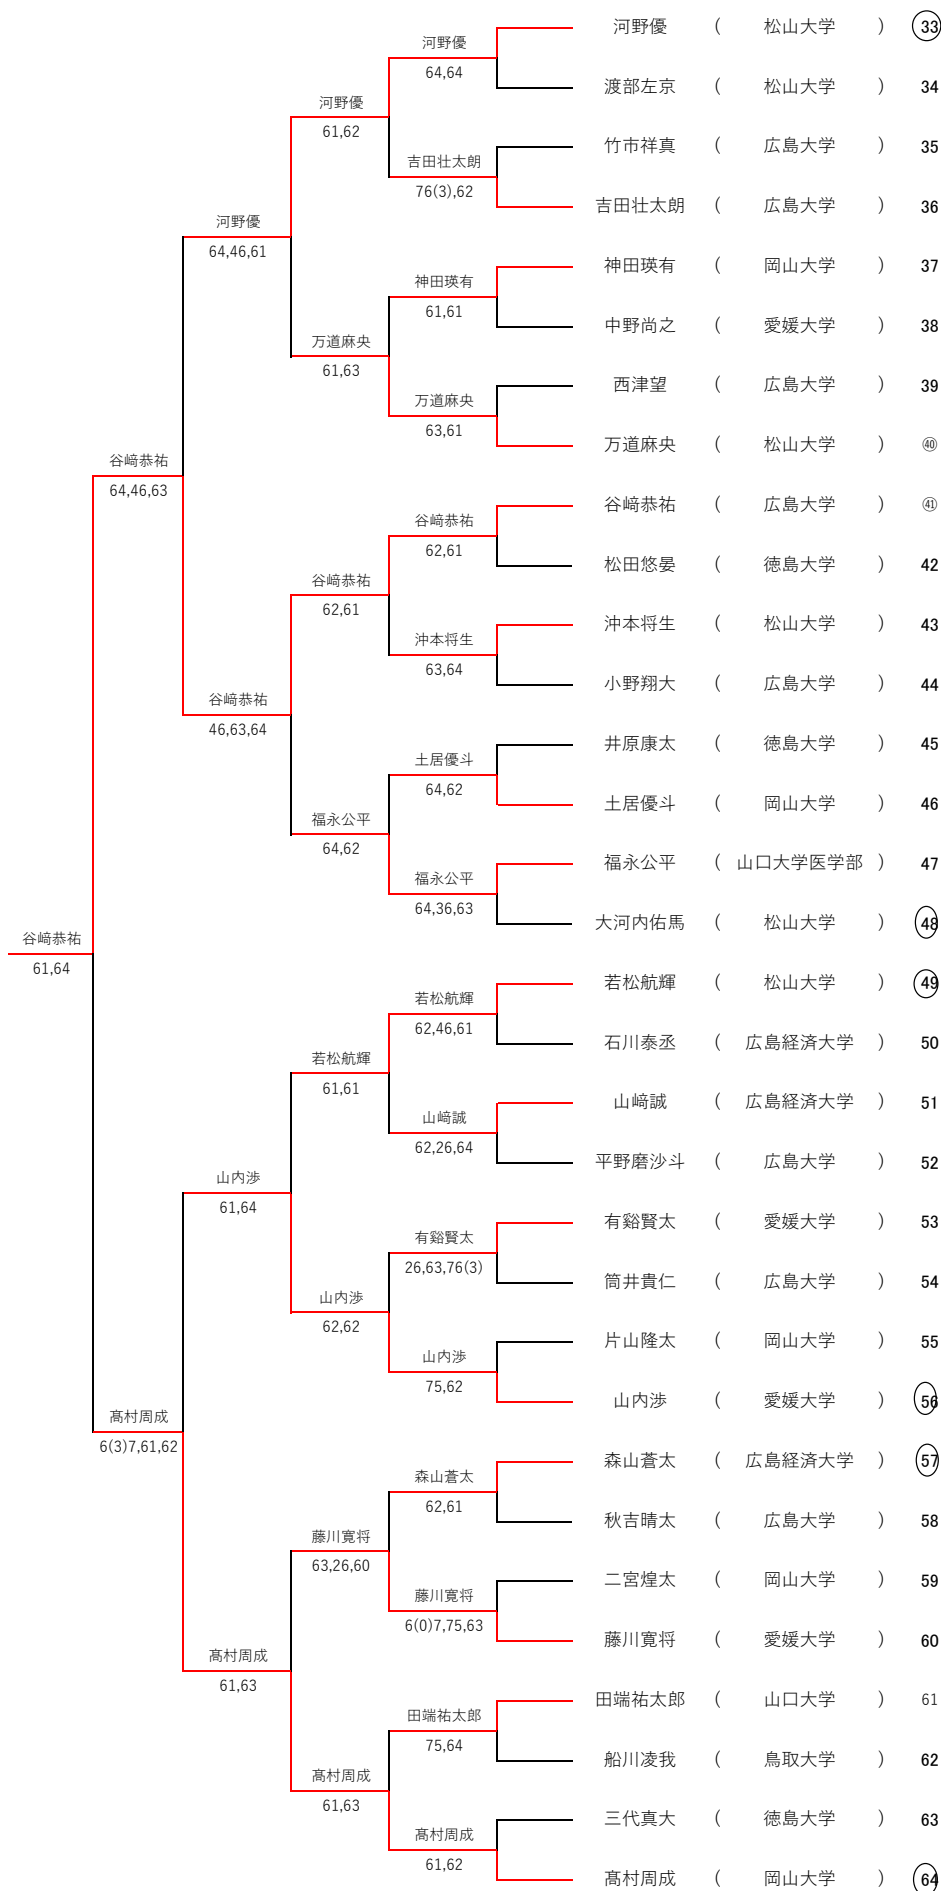 河野優 ( 松山大学 ) 33
河野優
64,64
渡部左京 ( 松山大学 ) 34
河野優
61,62
竹市祥真 ( 広島大学 ) 35
吉田壮太朗
76(3),62
吉田壮太朗 ( 広島大学 ) 36
河野優
64,46,61
神田瑛有 ( 岡山大学 ) 37
神田瑛有
61,61
中野尚之 ( 愛媛大学 ) 38
万道麻央
61,63
西津望 ( 広島大学 ) 39
万道麻央
63,61
万道麻央 ( 松山大学 ) ㊵
谷﨑恭祐
64,46,63
谷﨑恭祐 ( 広島大学 ) ㊶
谷﨑恭祐
62,61
松田悠晏 ( 徳島大学 ) 42
谷﨑恭祐
62,61
沖本将生 ( 松山大学 ) 43
沖本将生
63,64
小野翔大 ( 広島大学 ) 44
谷﨑恭祐
46,63,64
井原康太 ( 徳島大学 ) 45
土居優斗
64,62
土居優斗 ( 岡山大学 ) 46
福永公平
64,62
福永公平 ( 山口大学医学部 ) 47
福永公平
64,36,63
大河内佑馬 ( 松山大学 ) 48
谷﨑恭祐
61,64
若松航輝 ( 松山大学 ) 49
若松航輝
62,46,61
石川泰丞 ( 広島経済大学 ) 50
若松航輝
61,61
山﨑誠 ( 広島経済大学 ) 51
山﨑誠
62,26,64
平野磨沙斗 ( 広島大学 ) 52
山内渉
61,64
有谿賢太 ( 愛媛大学 ) 53
有谿賢太
26,63,76(3)
筒井貴仁 ( 広島大学 ) 54
山内渉
62,62
片山隆太 ( 岡山大学 ) 55
山内渉
75,62
山内渉 ( 愛媛大学 ) 56
髙村周成
6(3)7,61,62
森山蒼太 ( 広島経済大学 ) 57
森山蒼太
62,61
秋吉晴太 ( 広島大学 ) 58
藤川寛将
63,26,60
二宮煌太 ( 岡山大学 ) 59
藤川寛将
6(0)7,75,63
藤川寛将 ( 愛媛大学 ) 60
髙村周成
61,63
田端祐太郎 ( 山口大学 ) 61
田端祐太郎
75,64
船川凌我 ( 鳥取大学 ) 62
髙村周成
61,63
三代真大 ( 徳島大学 ) 63
髙村周成
61,62
髙村周成 ( 岡山大学 ) 64